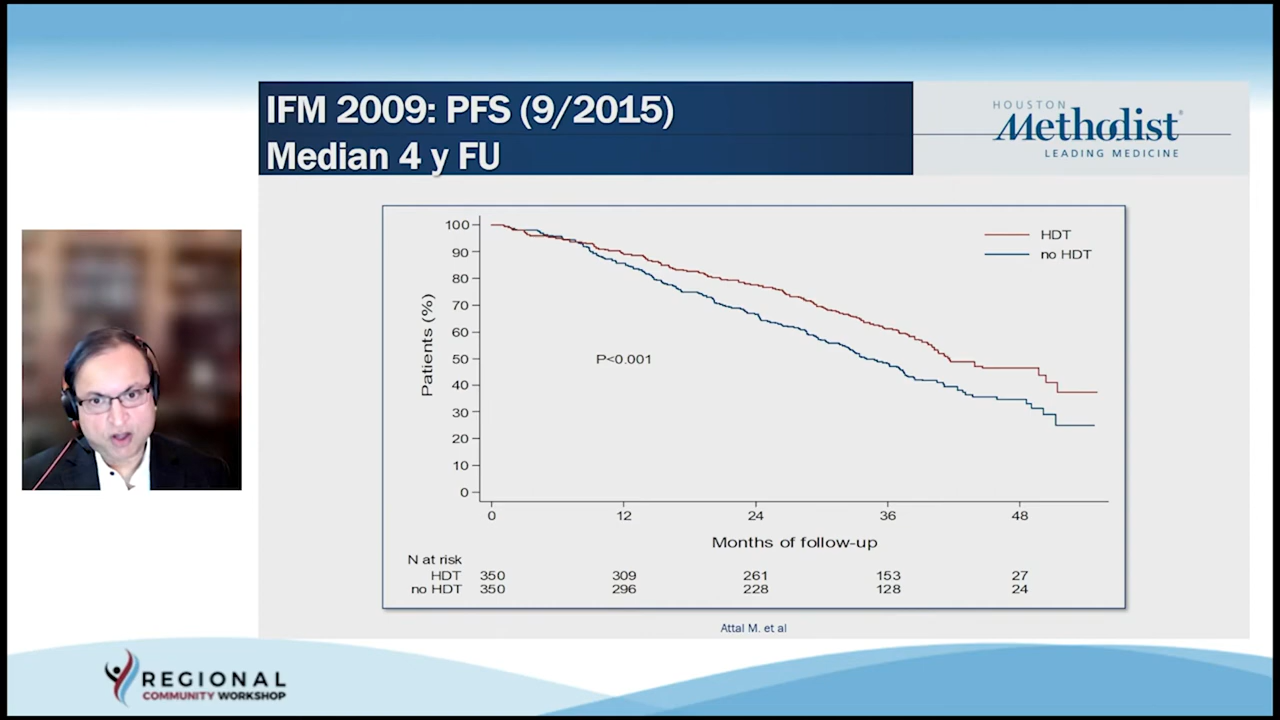 IFM 2009: PFS (9/2015)
Median 4 y FU
HOUSTON
Methodist®
LEADING MEDICINE
HDT
no HDT
100
90
80
70
60
50
40
30
20
10
0
Patients (%)
P<0.001
0 12 24 36 48
Months of follow-up
N at risk
HDT 350 309 261 153 27
no HDT 350 296 228 128 24
Attal M. et al
REGIONAL
COMMUNITY WORKSHOP